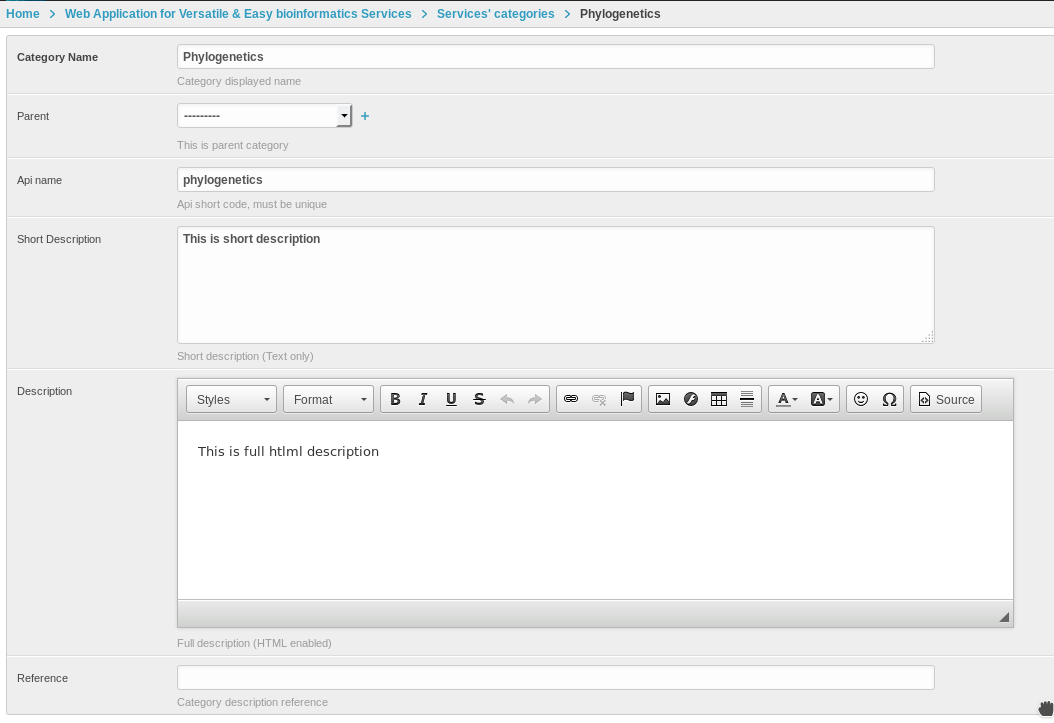 Home > Web Application for Versatile & Easy bioinformatics Services > Services' categories > Phylogenetics
Category Name Phylogenetics
Category displayed name
Parent --------- +
This is parent category
Api name phylogenetics
Api short code, must be unique
Short Description This is short description
Short description (Text only)
Description Styles Format B I U S A A Ω Source
This is full htlml description
Full description (HTML enabled)
Reference
Category description reference